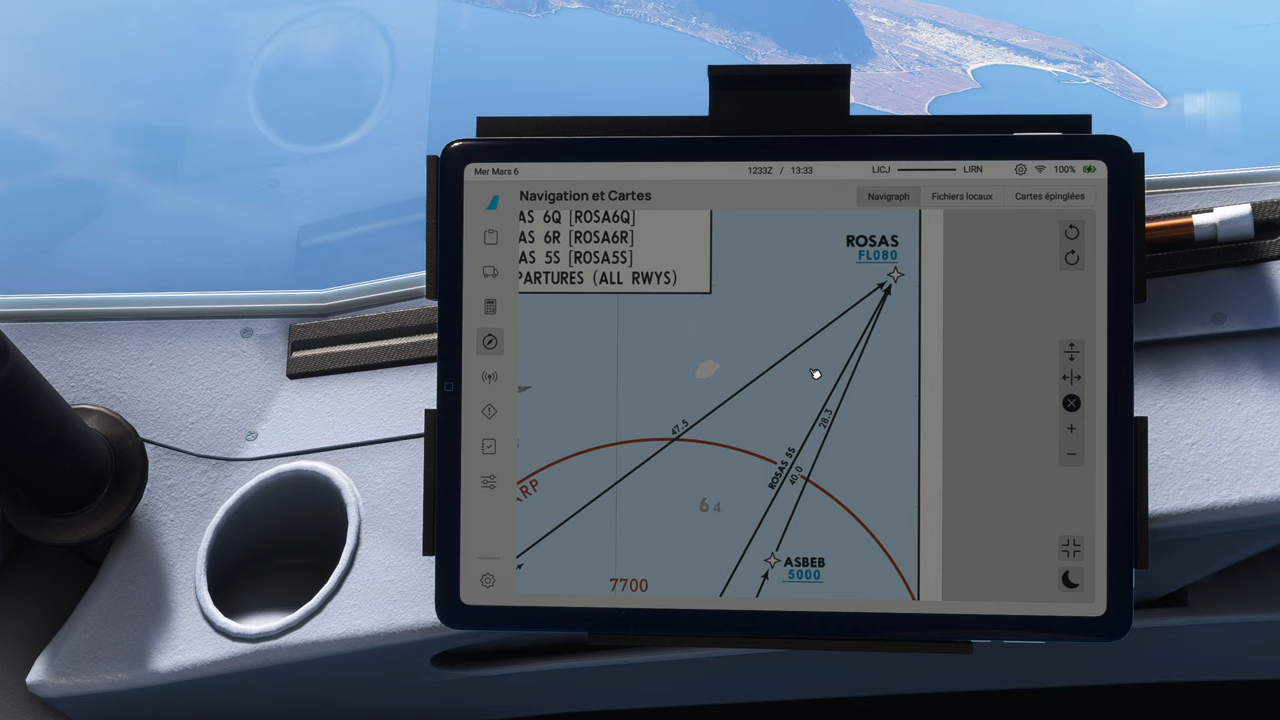 Mer Mars 6
1233Z / 13:33
LICJ
LIRN
100%
Navigation et Cartes
Navigraph
Fichiers locaux
Cartes épinglées
AS 6Q [ROSA6Q]
AS 6R [ROSA6R]
AS 5S [ROSA5S]
PARTURES (ALL RWYS)
ROSAS
FL080
47.5
28.3
ROSAS 5S
40.0
ARP
64
ASBEB
5000
7700